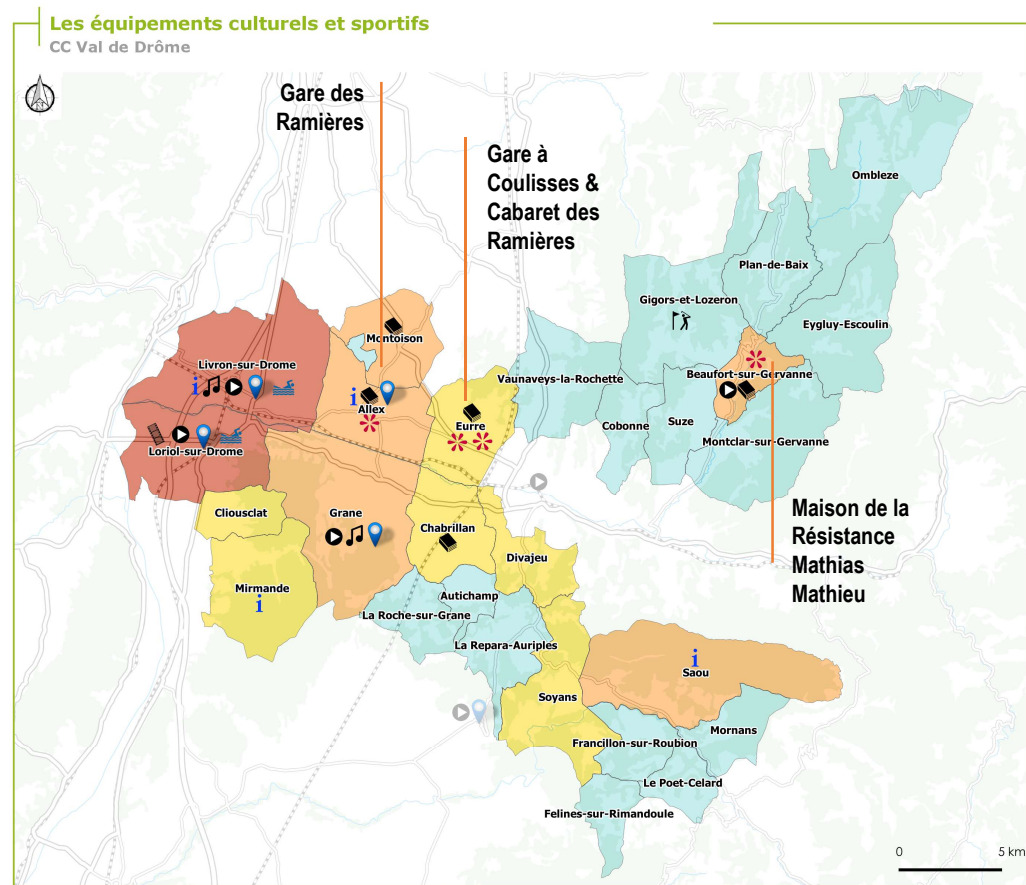 Les équipements culturels et sportifs
CC Val de Drôme
N
Gare des
Ramières
Gare à
Coulisses &
Cabaret des
Ramières
Ombleze
Plan-de-Baix
Gigors-et-Lozeron
Eygluy-Escoulin
Montoison
Livron-sur-Drome
i
Vaunaveys-la-Rochette
Beaufort-sur-Gervanne
i
Allex
Eurre
Cobonne
Suze
Montclar-sur-Gervanne
Loriol-sur-Drome
Cliousclat
Grane
Chabrillan
Divajeu
Maison de la
Résistance
Mathias
Mathieu
Mirmande
i
Autichamp
La Roche-sur-Grane
La Repara-Auriples
i
Saou
Soyans
Mornans
Francillon-sur-Roubion
Le Poet-Celard
Felines-sur-Rimandoule
0 5 km